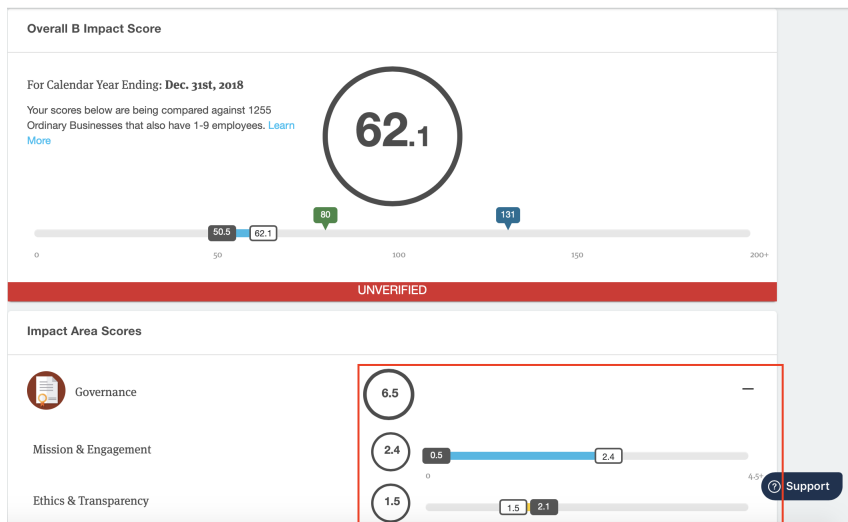 Overall B Impact Score
For Calendar Year Ending: Dec. 31st, 2018
Your scores below are being compared against 1255
Ordinary Businesses that also have 1-9 employees. Learn
More
62.1
80
131
50.5
62.1
0
50
100
150
200+
UNVERIFIED
Impact Area Scores
Governance
6.5
Mission & Engagement
2.4
0.5
2.4
0
4.5+
Support
Ethics & Transparency
1.5
1.5
2.1